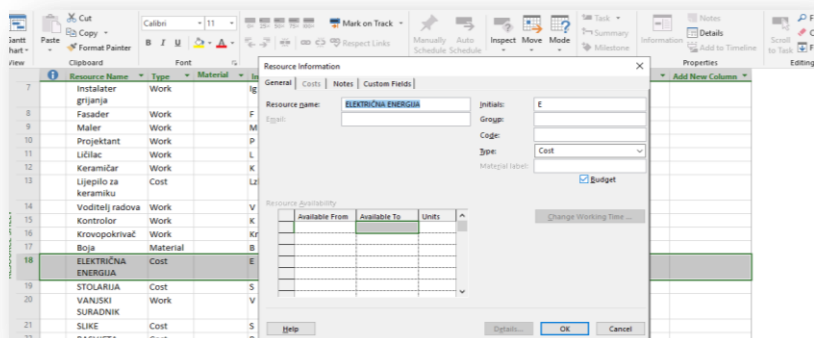 Cut
Copy
Format Painter
Paste
Clipboard
Calibri 11
B I U
Font
Mark on Track
Respect Links
Manually Schedule
Auto Schedule
Inspect Move Mode
Task
Summary
Milestone
Information
Notes
Details
Add to Timeline
Properties
Scroll to Task
Editing
Resource Name Type Material Add New Column
7 Instalater grijanja Work
8 Fasader Work F
9 Maler Work M
10 Projektant Work P
11 Ličilac Work L
12 Keramičar Work K
13 Lijepilo za keramiku Cost
14 Voditelj radova Work V
15 Kontrolor Work K
16 Krovopokrivač Work Kr
17 Boja Material B
18 ELEKTRIČNA ENERGIJA Cost E
19 STOLARIJA Cost S
20 VANJSKI SURADNIK Work V
21 SLIKE Cost S
Resource Information
General Costs Notes Custom Fields
Resource name: ELEKTRIČNA ENERGIJA Initials: E
Email: Group:
Code:
Type: Cost
Material label:
Budget
Resource Availability
Available From Available To Units
Change Working Time ...
Help Details... OK Cancel